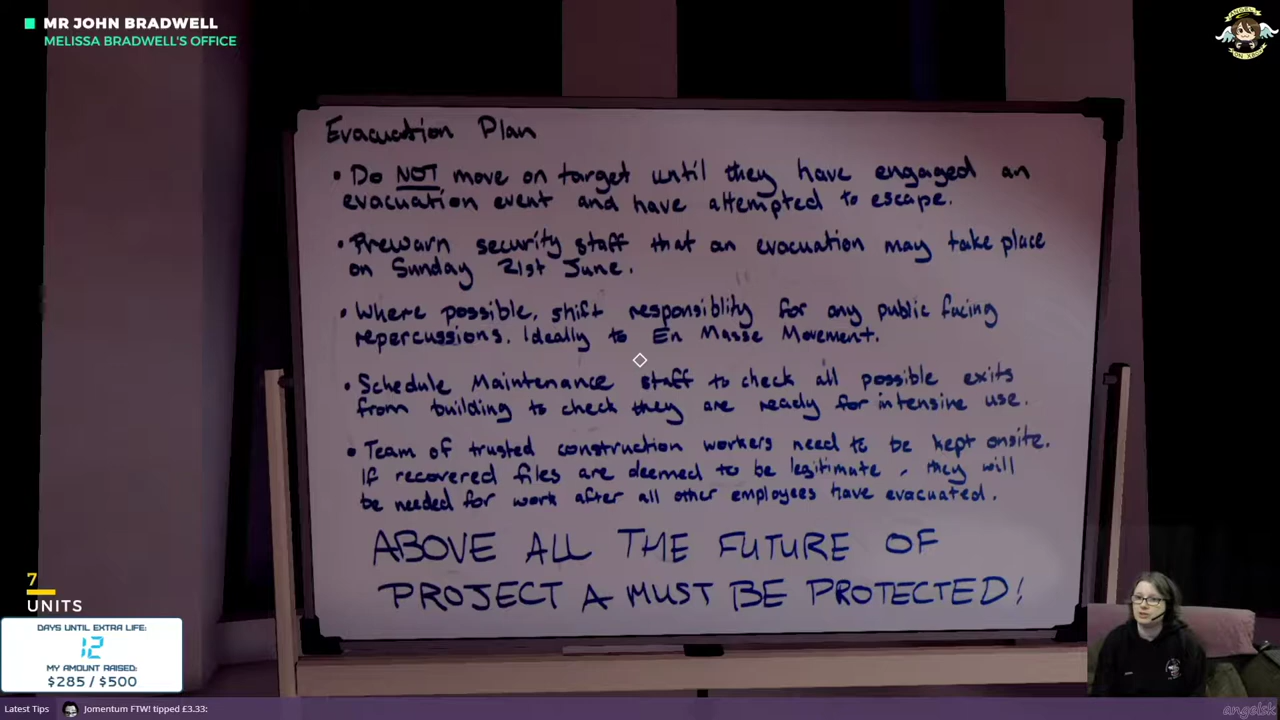 MR JOHN BRADWELL
MELISSA BRADWELL'S OFFICE
ANGEL
ON XBOX
Evacuation Plan
• Do NOT move on target until they have engaged an
evacuation event and have attempted to escape.
• Prewarn security staff that an evacuation may take place
on Sunday 21st June.
• Where possible, shift responsiblity for any public facing
repercussions. Ideally to En Masse Movement.
• Schedule Maintenance staff to check all possible exits
from building to check they are ready for intensive use.
• Team of trusted construction workers need to be kept onsite.
If recovered files are deemed to be legitimate, they will
be needed for work after all other employees have evacuated.
ABOVE ALL THE FUTURE OF
PROJECT A MUST BE PROTECTED!
7
UNITS
DAYS UNTIL EXTRA LIFE:
12
MY AMOUNT RAISED:
$285 / $500
Latest Tips
Jomentum FTW! tipped £3.33:
angelsk